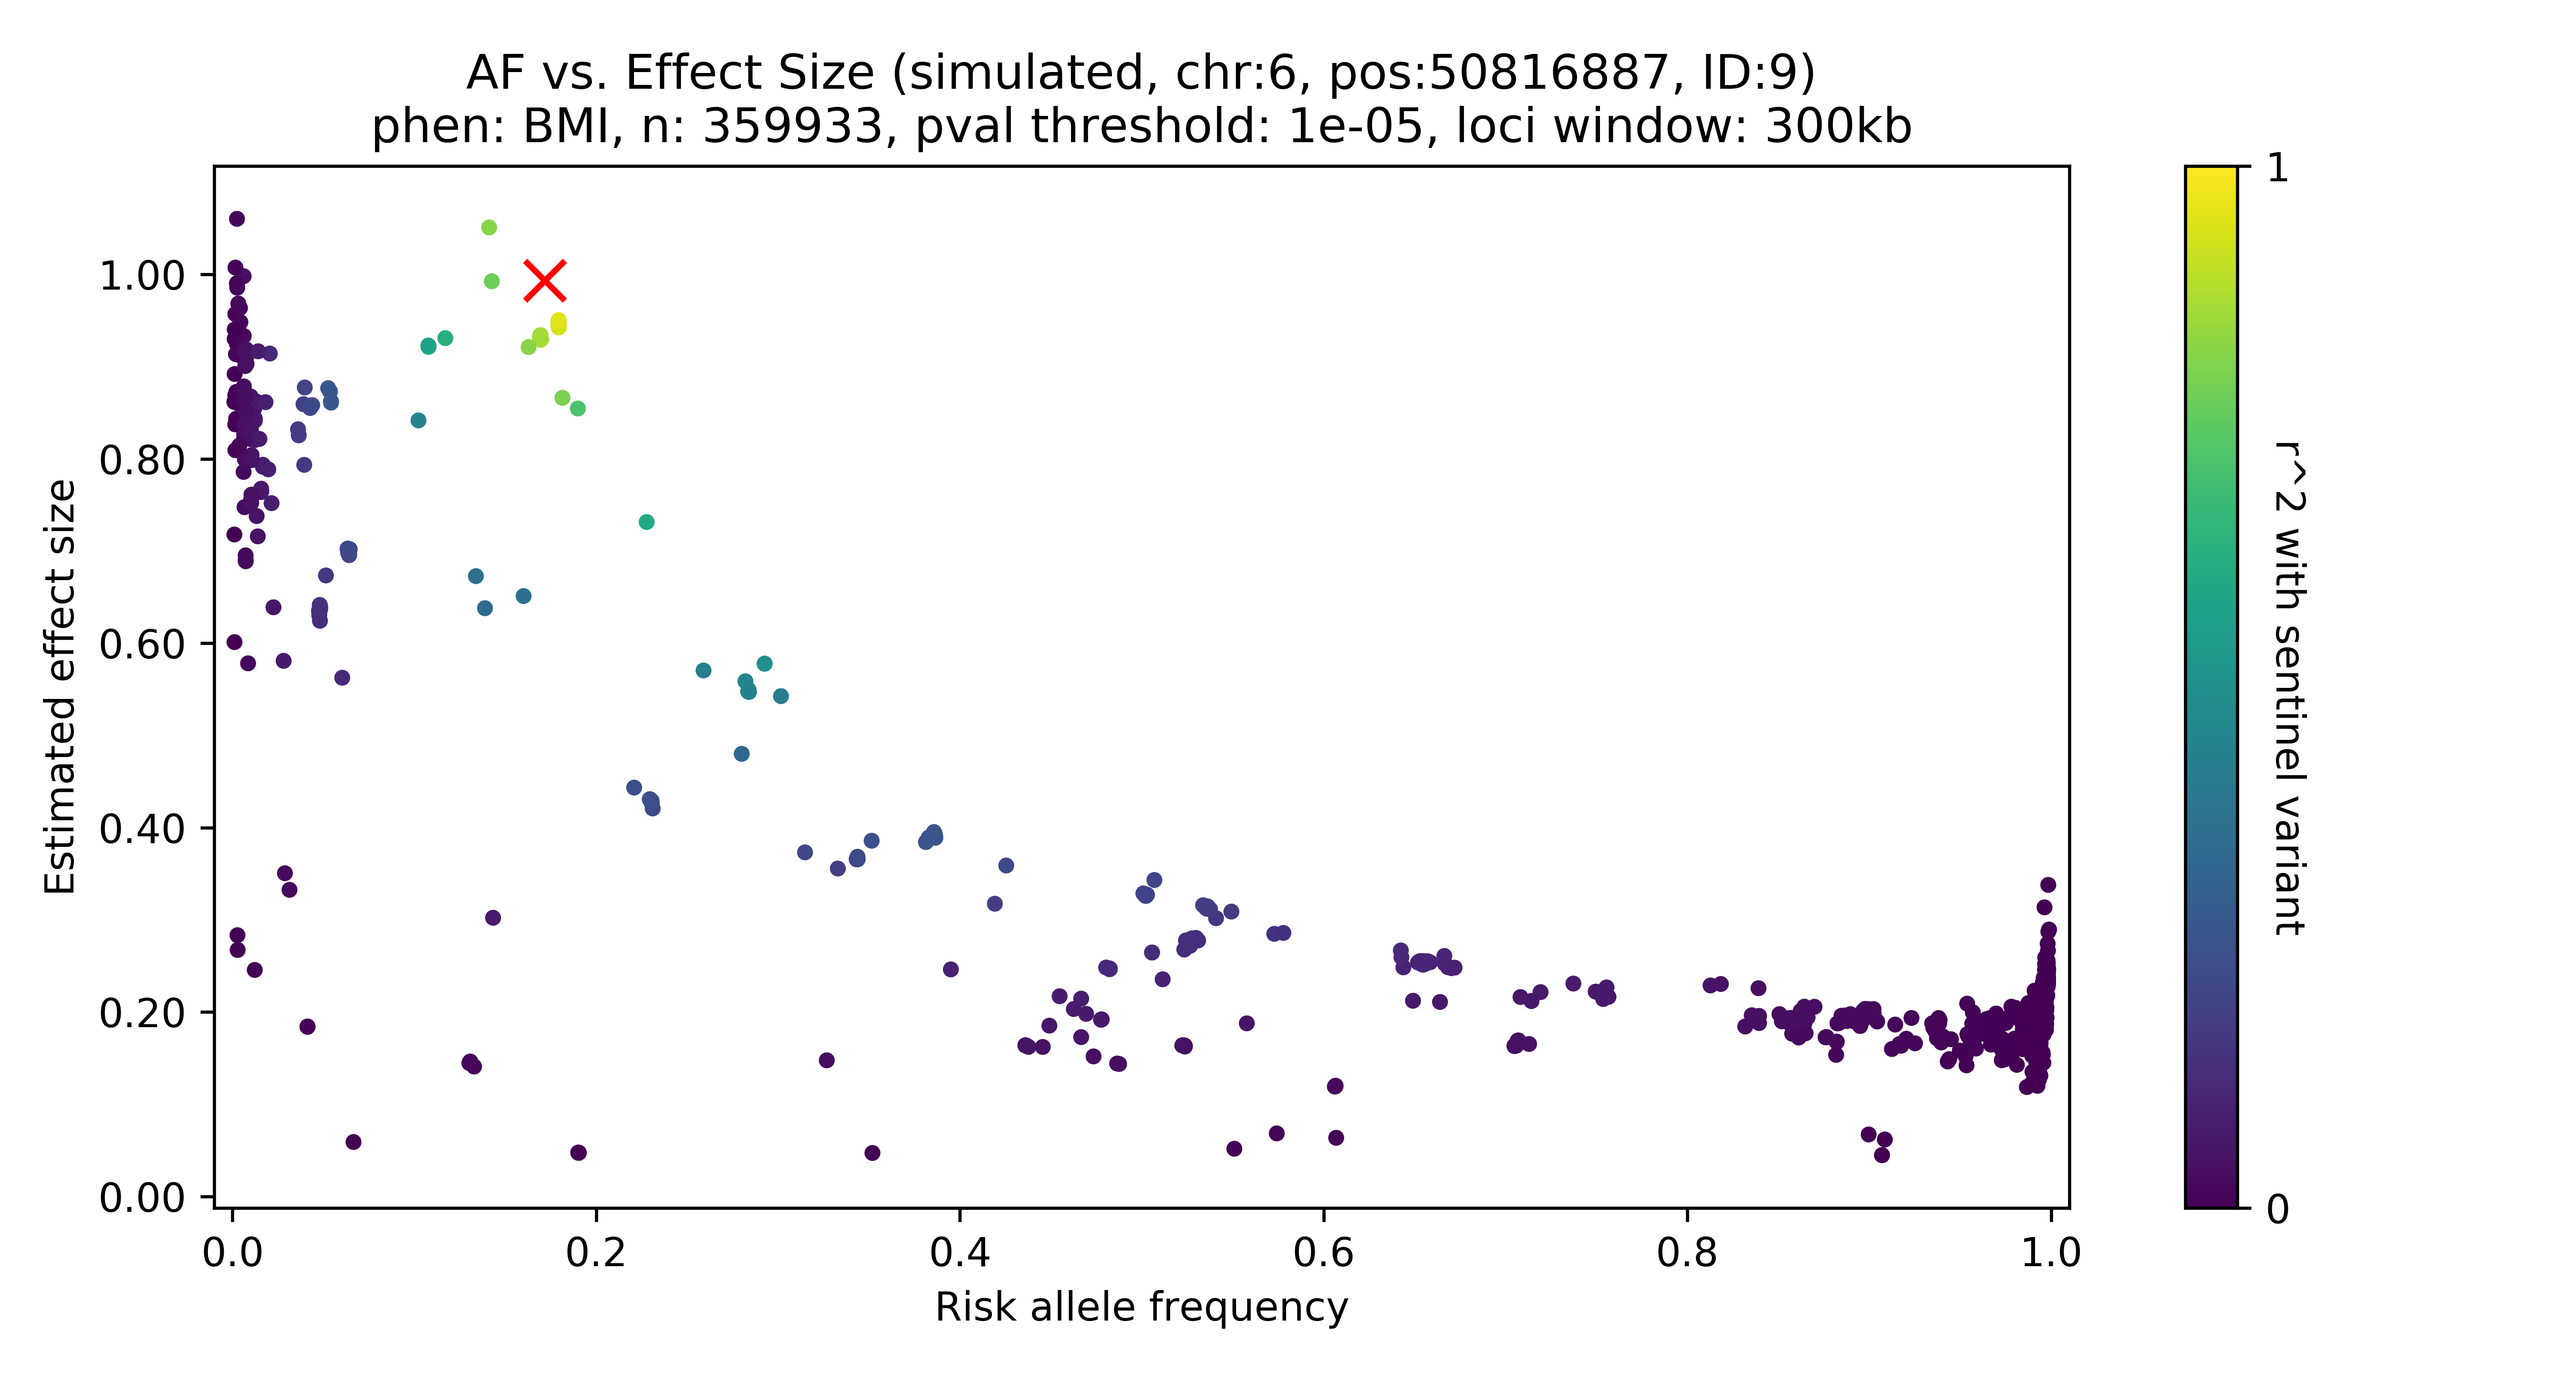 AF vs. Effect Size (simulated, chr:6, pos:50816887, ID:9)
phen: BMI, n: 359933, pval threshold: 1e-05, loci window: 300kb
Estimated effect size
1.00
0.80
0.60
0.40
0.20
0.00
0.0 0.2 0.4 0.6 0.8 1.0
Risk allele frequency
1
r^2 with sentinel variant
0